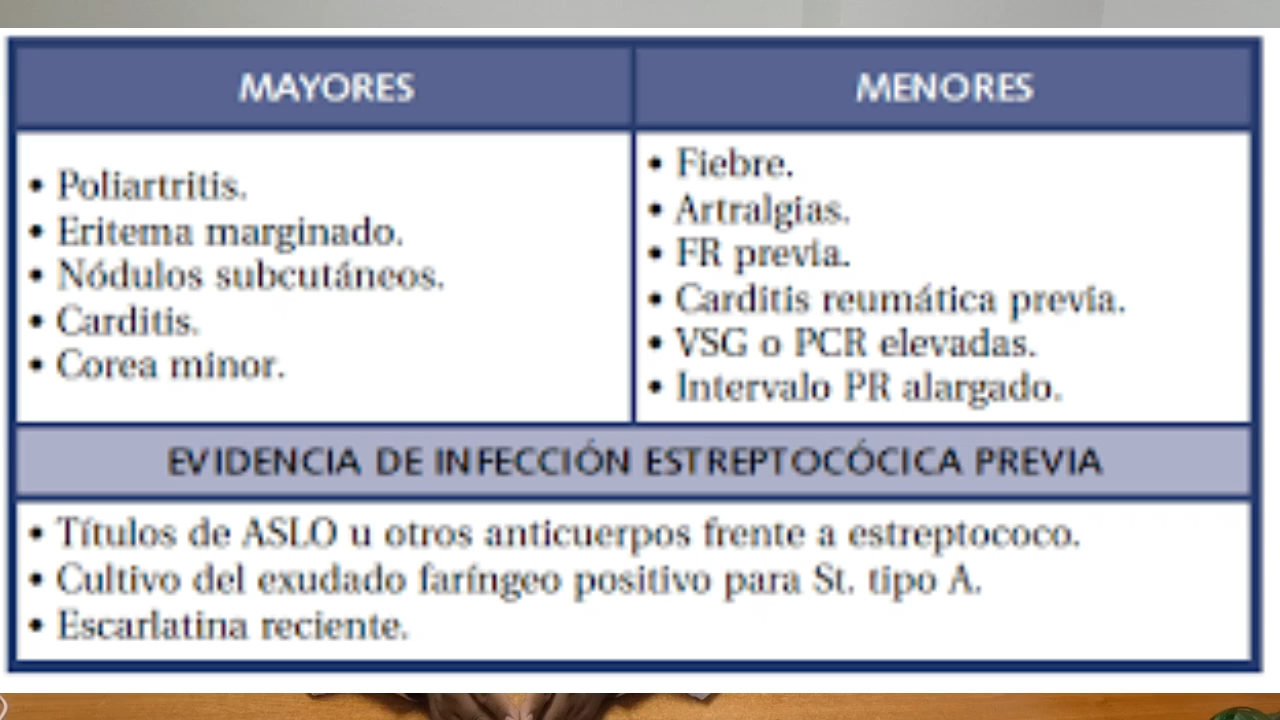 MAYORES
MENORES
• Poliartritis.
• Eritema marginado.
• Nódulos subcutáneos.
• Carditis.
• Corea minor.
• Fiebre.
• Artralgias.
• FR previa.
• Carditis reumática previa.
• VSG o PCR elevadas.
• Intervalo PR alargado.
EVIDENCIA DE INFECCIÓN ESTREPTOCÓCICA PREVIA
• Títulos de ASLO u otros anticuerpos frente a estreptococo.
• Cultivo del exudado faríngeo positivo para St. tipo A.
• Escarlatina reciente.